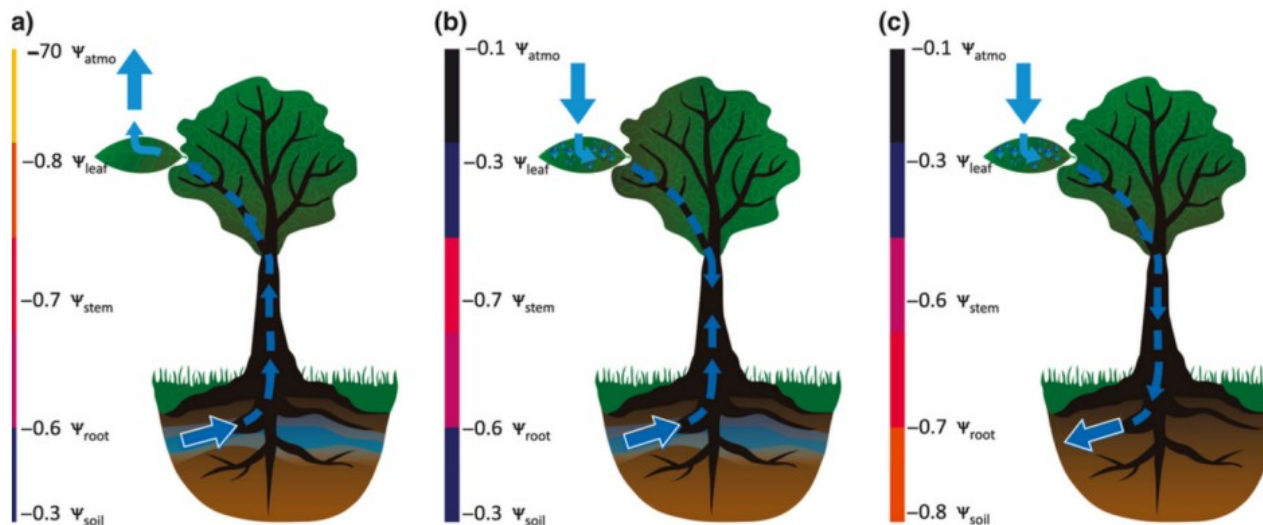 a)
−70 Ψatmo
−0.8 Ψleaf
−0.7 Ψstem
−0.6 Ψroot
−0.3 Ψsoil
(b)
−0.1 Ψatmo
−0.3 Ψleaf
−0.7 Ψstem
−0.6 Ψroot
−0.3 Ψsoil
(c)
−0.1 Ψatmo
−0.3 Ψleaf
−0.6 Ψstem
−0.7 Ψroot
−0.8 Ψsoil